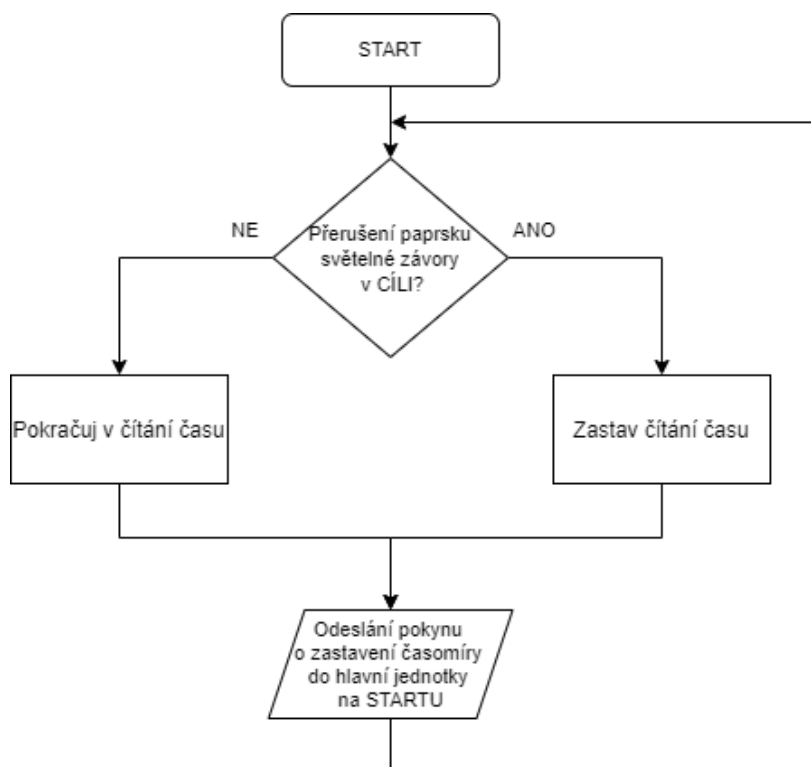 START
NE
ANO
Přerušení paprsku
světelné závory
v CÍLI?
Pokračuj v čítání času
Zastav čítání času
Odeslání pokynu
o zastavení časomíry
do hlavní jednotky
na STARTU